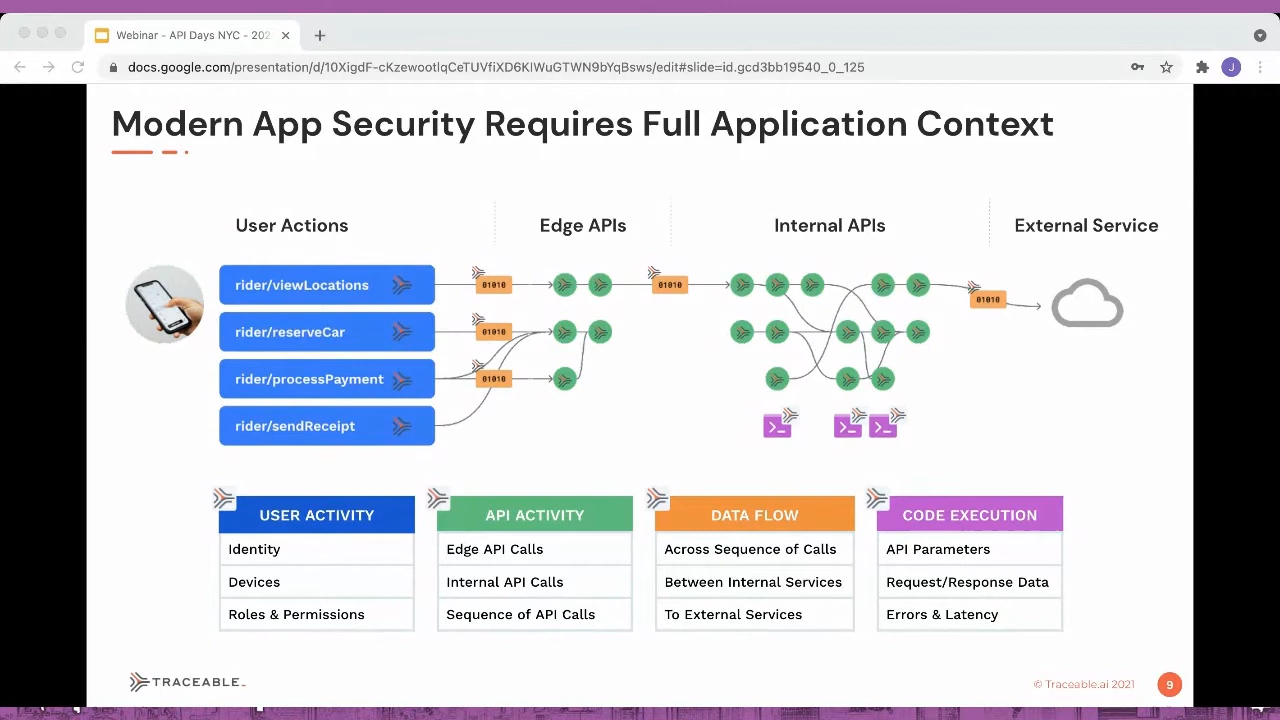 Webinar - API Days NYC - 202
docs.google.com/presentation/d/10XigdF-cKzewootlqCeTUVfiXD6KlWuGTWN9bYqBsws/edit#slide=id.gcd3bb19540_0_125
J
Modern App Security Requires Full Application Context
User Actions
Edge APIs
Internal APIs
External Service
rider/viewLocations
01010
01010
01010
rider/reserveCar
01010
rider/processPayment
01010
rider/sendReceipt
>_
>_
>_
USER ACTIVITY
Identity
Devices
Roles & Permissions
API ACTIVITY
Edge API Calls
Internal API Calls
Sequence of API Calls
DATA FLOW
Across Sequence of Calls
Between Internal Services
To External Services
CODE EXECUTION
API Parameters
Request/Response Data
Errors & Latency
TRACEABLE_
© Traceable.ai 2021
9